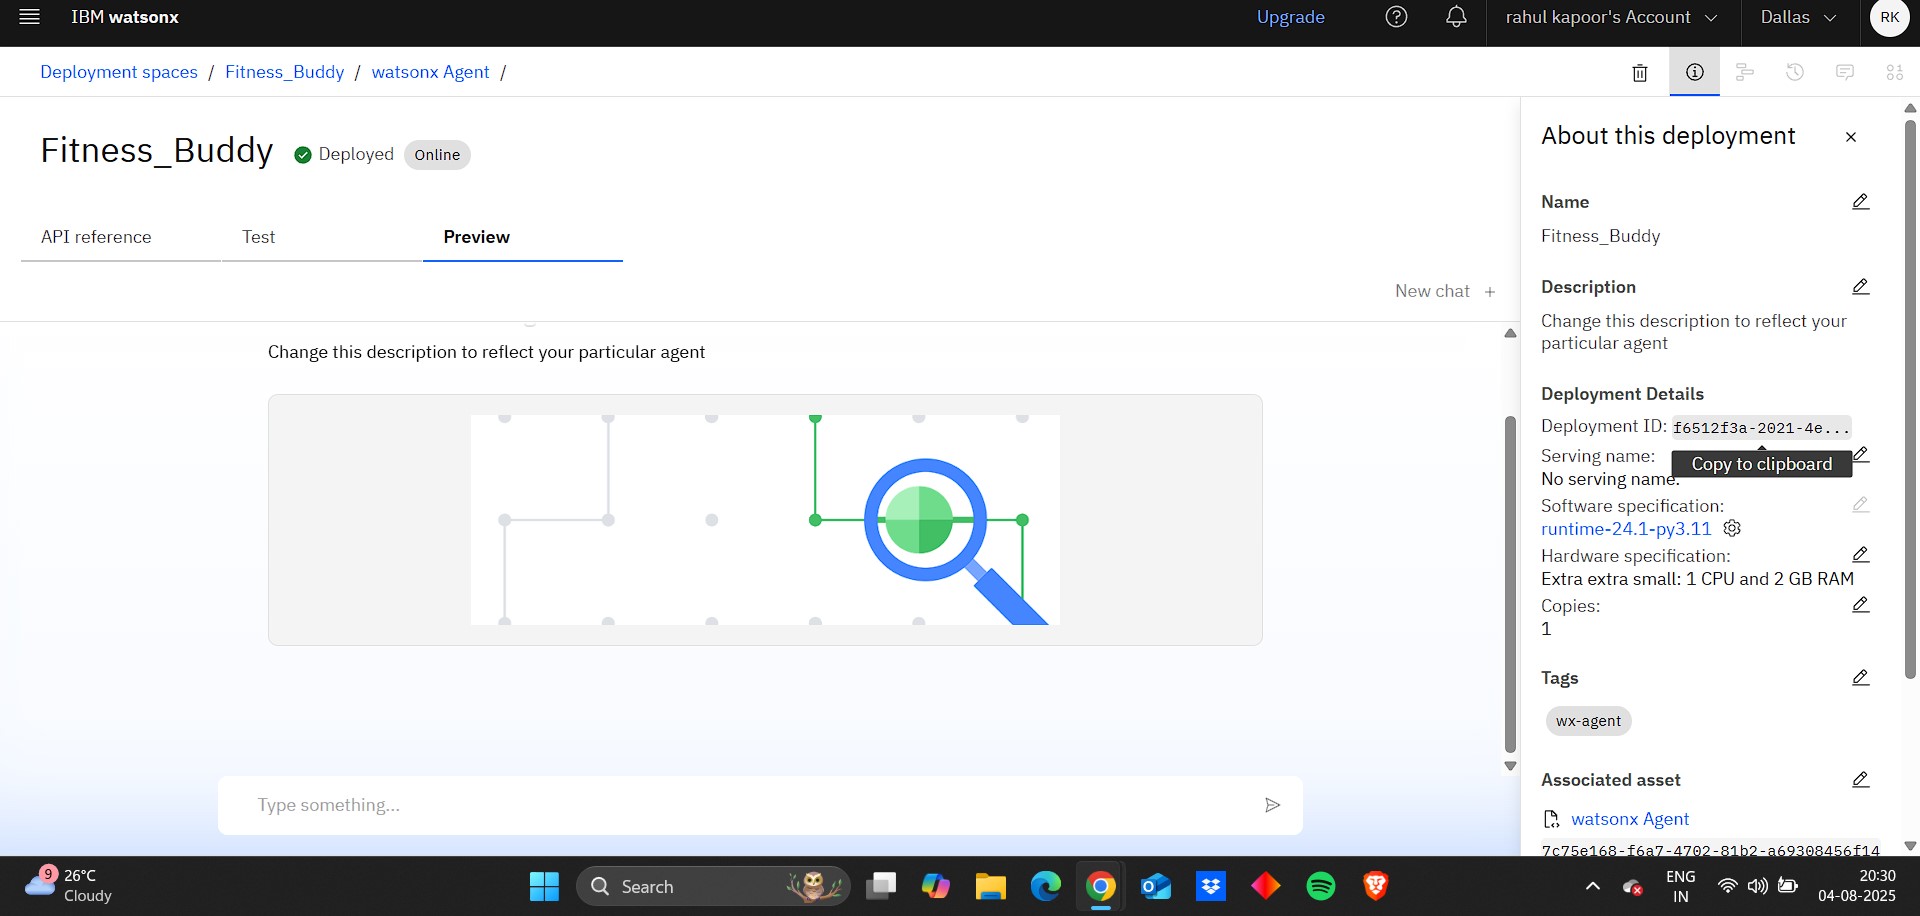 IBM watsonx
Upgrade
rahul kapoor's Account
Dallas
RK
Deployment spaces / Fitness_Buddy / watsonx Agent /
Fitness_Buddy
Deployed
Online
API reference
Test
Preview
New chat +
Change this description to reflect your particular agent
Type something...
About this deployment
Name
Fitness_Buddy
Description
Change this description to reflect your
particular agent
Deployment Details
Deployment ID: f6512f3a-2021-4e...
Copy to clipboard
Serving name:
No serving name.
Software specification:
runtime-24.1-py3.11
Hardware specification:
Extra extra small: 1 CPU and 2 GB RAM
Copies:
1
Tags
wx-agent
Associated asset
watsonx Agent
7c75e168-f6a7-4702-81b2-a69308456f14
9
26°C
Cloudy
Search
ENG
IN
20:30
04-08-2025